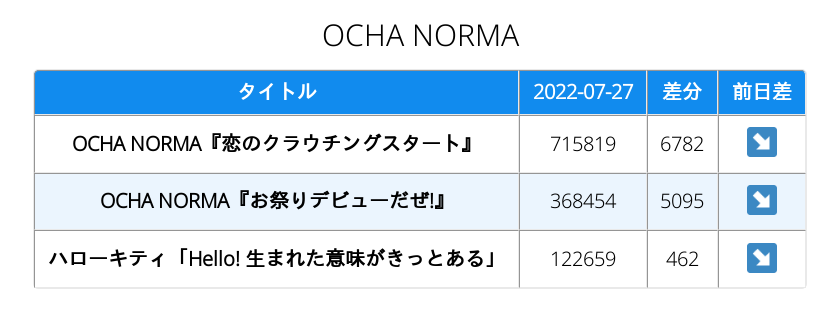 OCHA NORMA
タイトル 2022-07-27 差分 前日差
OCHA NORMA『恋のクラウチングスタート』 715819 6782 ↘
OCHA NORMA『お祭りデビューだぜ!』 368454 5095 ↘
ハローキティ「Hello! 生まれた意味がきっとある」 122659 462 ↘